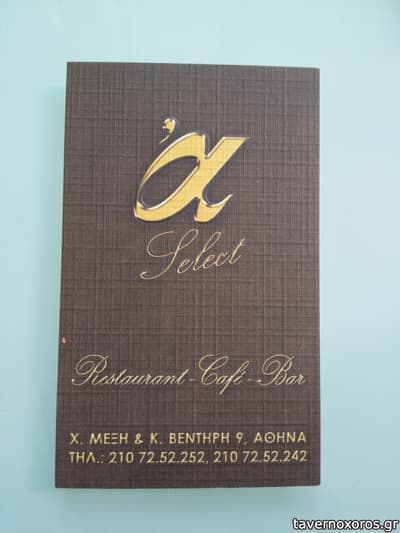 'α
Select
Restaurant - Café - Bar
Χ. ΜΕΞΗ & Κ. ΒΕΝΤΗΡΗ 9, ΑΘΗΝΑ
ΤΗΛ.: 210 72.52.252, 210 72.52.242
tavernoxoros.gr